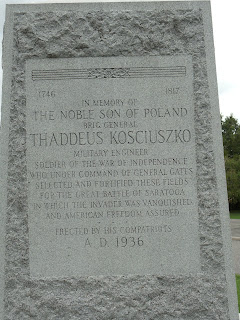 1746 1817
IN MEMORY OF
THE NOBLE SON OF POLAND
BRIG. GENERAL
THADDEUS KOSCIUSZKO
MILITARY ENGINEER
SOLDIER OF THE WAR OF INDEPENDENCE
WHO UNDER COMMAND OF GENERAL GATES
SELECTED AND FORTIFIED THESE FIELDS
FOR THE GREAT BATTLE OF SARATOGA
IN WHICH THE INVADER WAS VANQUISHED
AND AMERICAN FREEDOM ASSURED
ERECTED BY HIS COMPATRIOTS
A. D. 1936